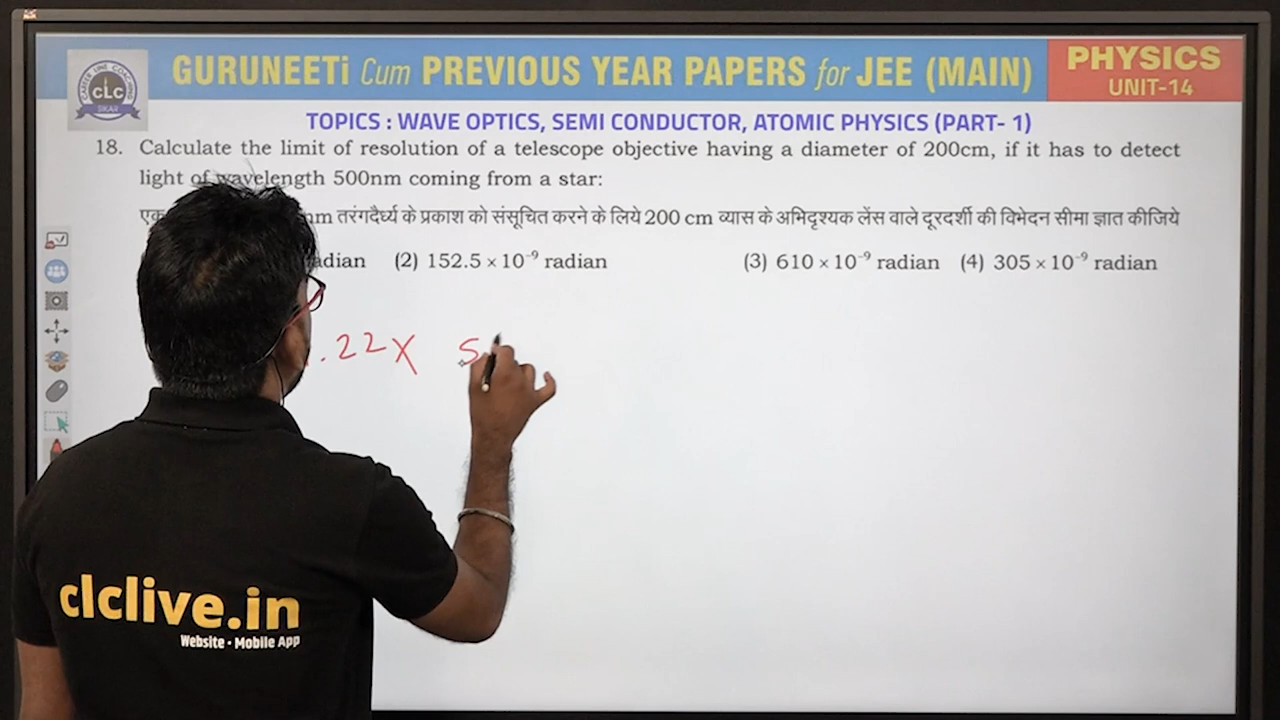 GURUNEETi Cum PREVIOUS YEAR PAPERS for JEE (MAIN)
PHYSICS
UNIT-14
CLC
SIKAR
TOPICS : WAVE OPTICS, SEMI CONDUCTOR, ATOMIC PHYSICS (PART- 1)
18. Calculate the limit of resolution of a telescope objective having a diameter of 200cm, if it has to detect
light of wavelength 500nm coming from a star:
एक nm तरंगदैर्ध्य के प्रकाश को संसूचित करने के लिये 200 cm व्यास के अभिदृश्यक लेंस वाले दूरदर्शी की विभेदन सीमा ज्ञात कीजिये
radian (2) 152.5 × 10⁻⁹ radian (3) 610 × 10⁻⁹ radian (4) 305 × 10⁻⁹ radian
.22 X 5
clclive.in
Website • Mobile App